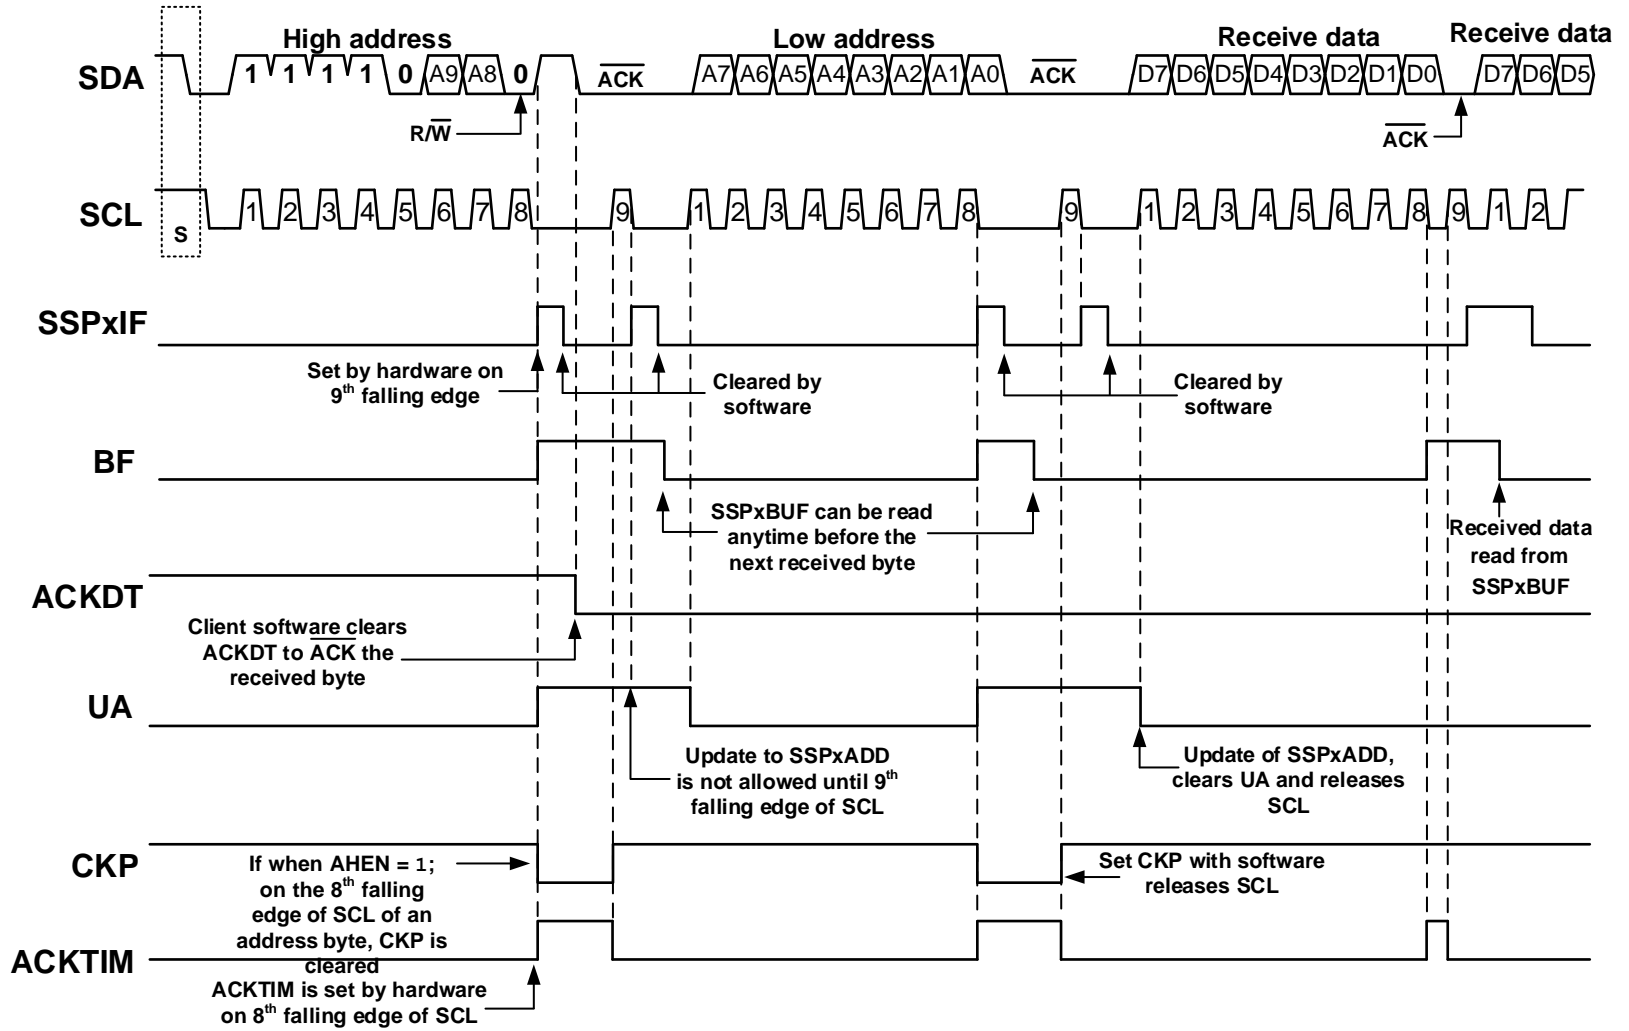 High address
Low address
Receive data
Receive data
SDA
1 1 1 1 0 A9 A8 0
ACK
A7 A6 A5 A4 A3 A2 A1 A0
ACK
D7 D6 D5 D4 D3 D2 D1 D0
D7 D6 D5
R/W
ACK
SCL
S
1 2 3 4 5 6 7 8 9
1 2 3 4 5 6 7 8 9
1 2 3 4 5 6 7 8 9
1 2
SSPxIF
Set by hardware on
9th falling edge
Cleared by
software
Cleared by
software
BF
SSPxBUF can be read
anytime before the
next received byte
Received data
read from
SSPxBUF
ACKDT
Client software clears
ACKDT to ACK the
received byte
UA
Update to SSPxADD
is not allowed until 9th
falling edge of SCL
Update of SSPxADD,
clears UA and releases
SCL
CKP
If when AHEN = 1;
on the 8th falling
edge of SCL of an
address byte, CKP is
cleared
Set CKP with software
releases SCL
ACKTIM
ACKTIM is set by hardware
on 8th falling edge of SCL